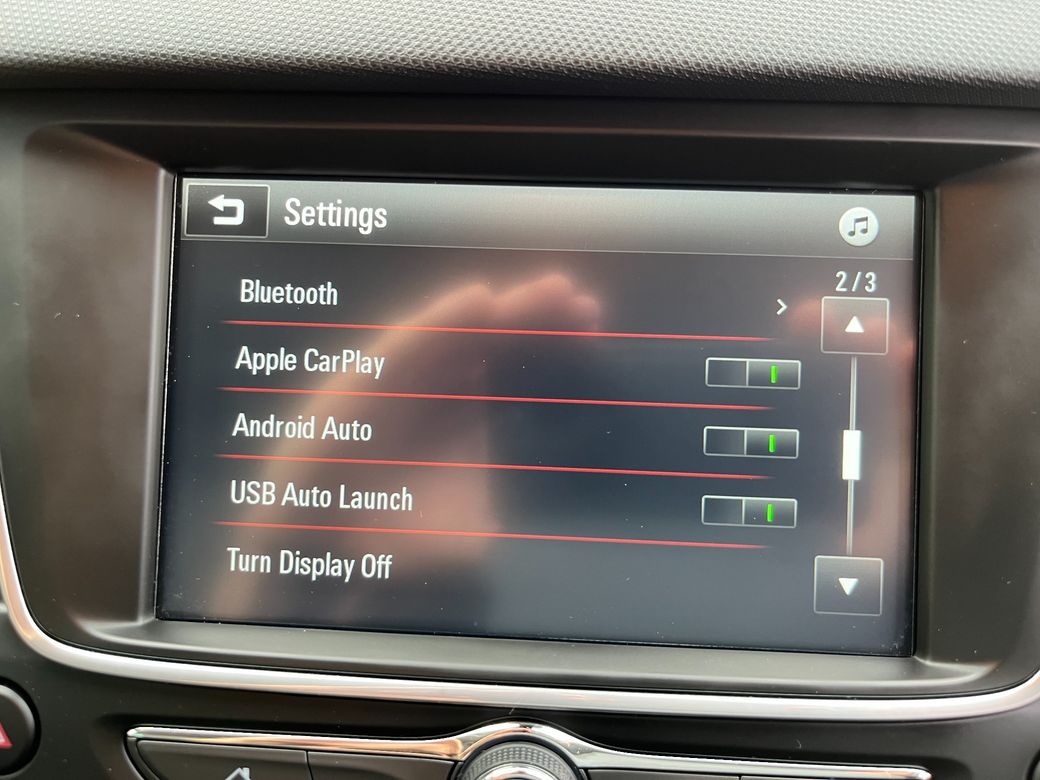 Settings
2/3
Bluetooth
Apple CarPlay
Android Auto
USB Auto Launch
Turn Display Off